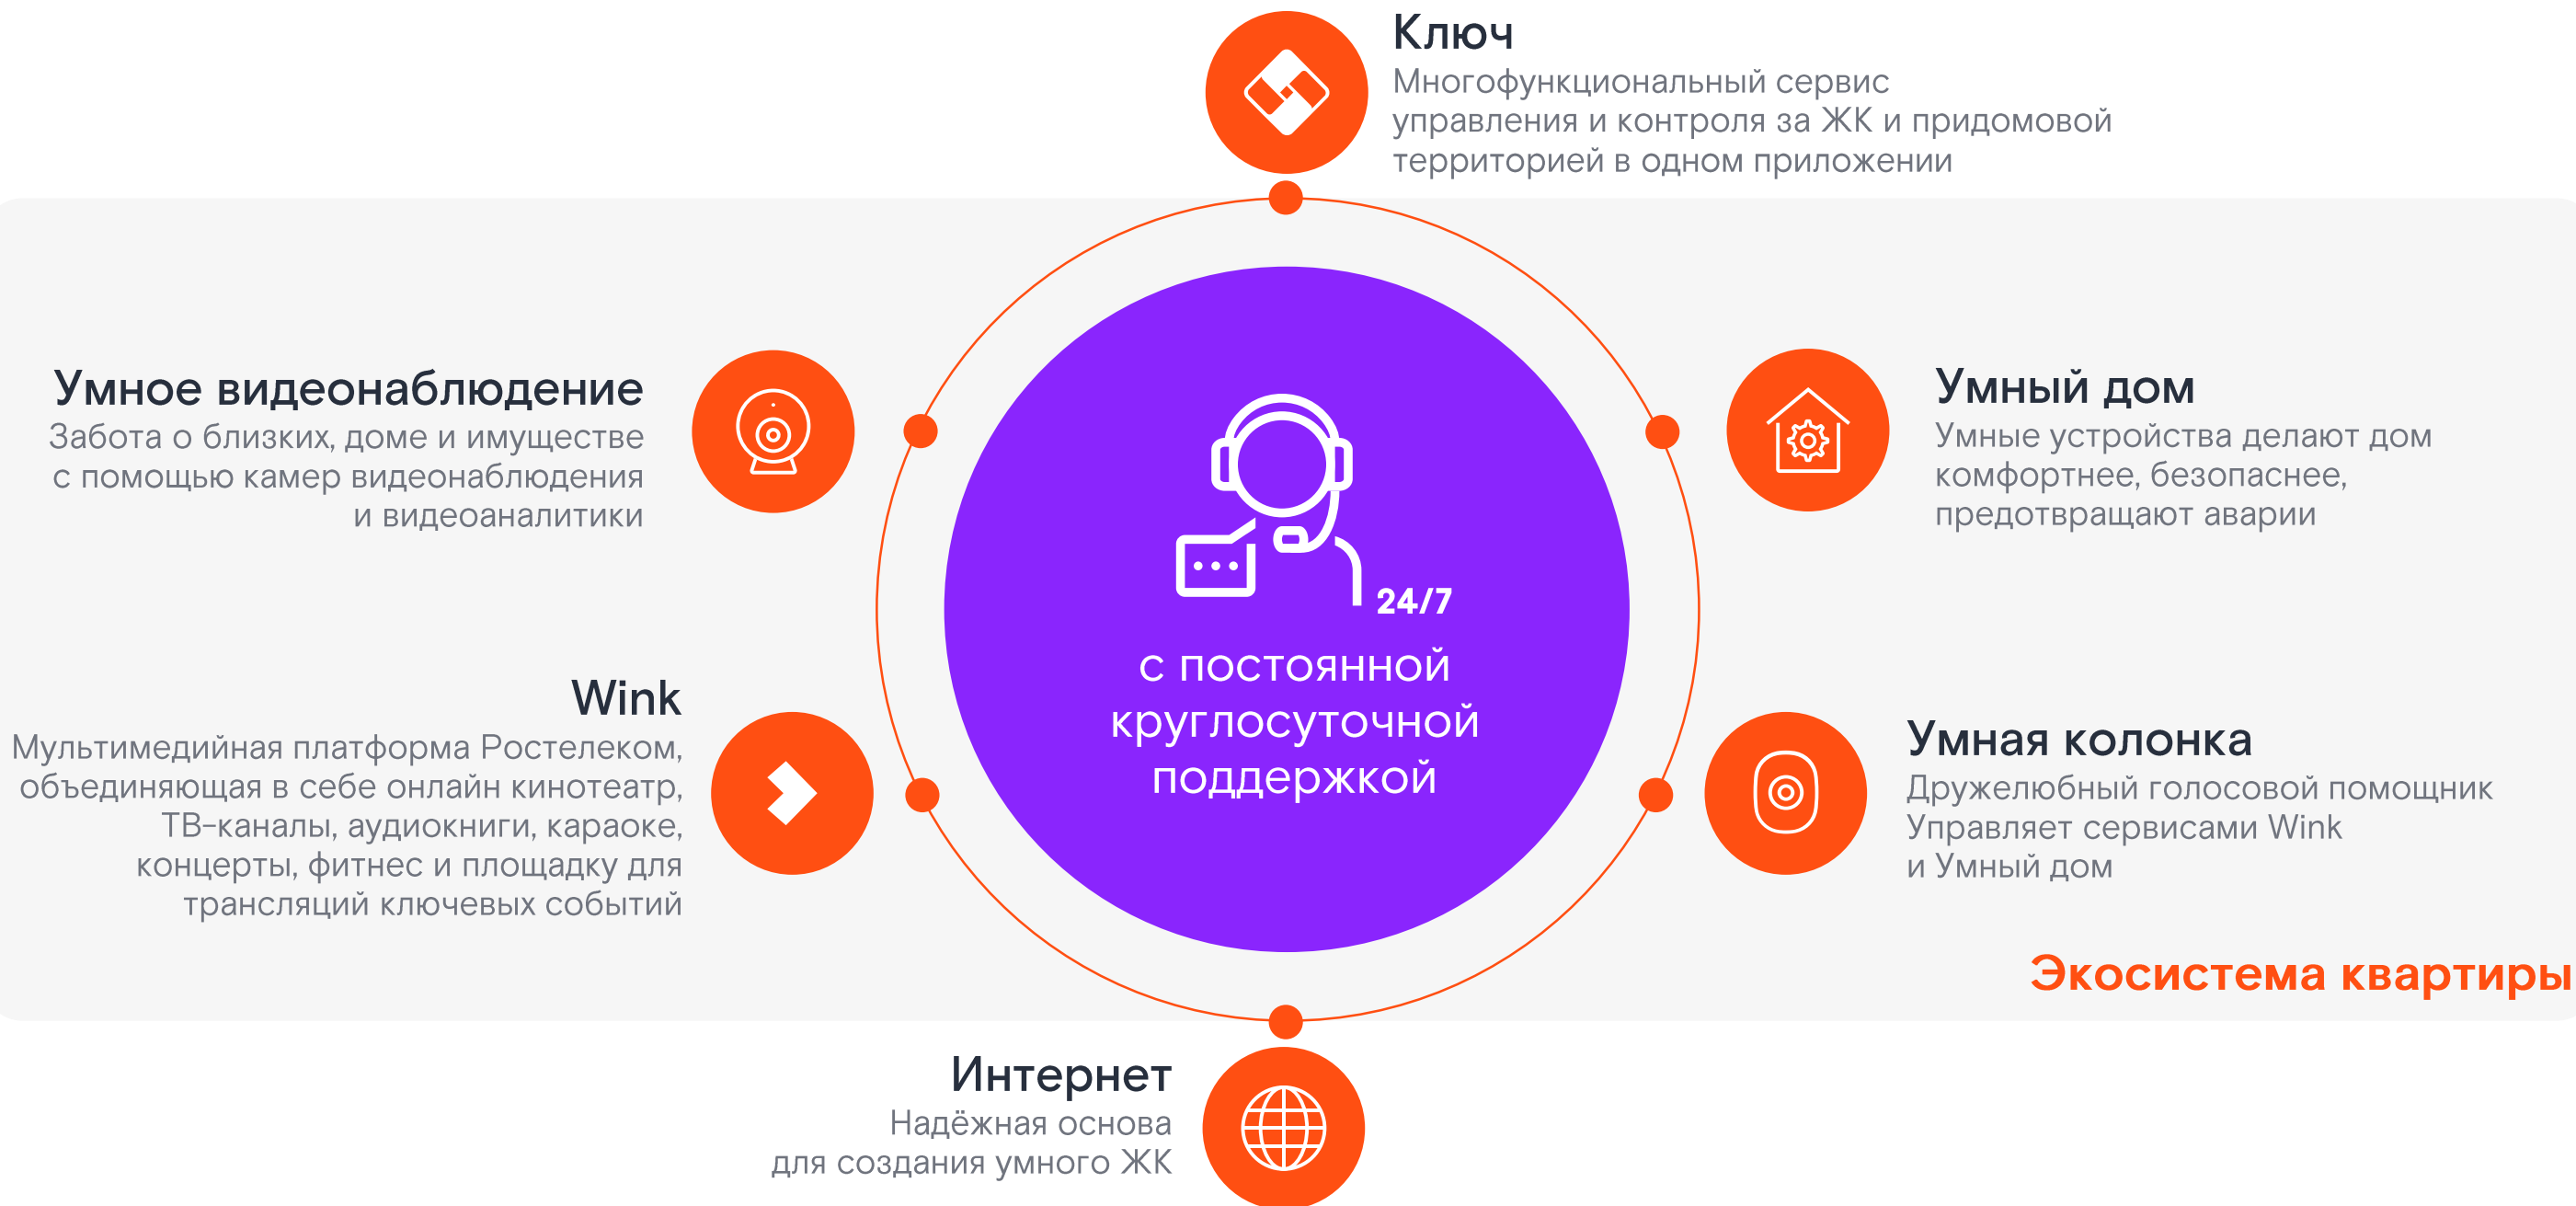 Ключ
Многофункциональный сервис
управления и контроля за ЖК и придомовой
территорией в одном приложении
Умное видеонаблюдение
Забота о близких, доме и имуществе
с помощью камер видеонаблюдения
и видеоаналитики
Умный дом
Умные устройства делают дом
комфортнее, безопаснее,
предотвращают аварии
24/7
с постоянной
круглосуточной
поддержкой
Wink
Мультимедийная платформа Ростелеком,
объединяющая в себе онлайн кинотеатр,
ТВ-каналы, аудиокниги, караоке,
концерты, фитнес и площадку для
трансляций ключевых событий
Умная колонка
Дружелюбный голосовой помощник
Управляет сервисами Wink
и Умный дом
Экосистема квартиры
Интернет
Надёжная основа
для создания умного ЖК